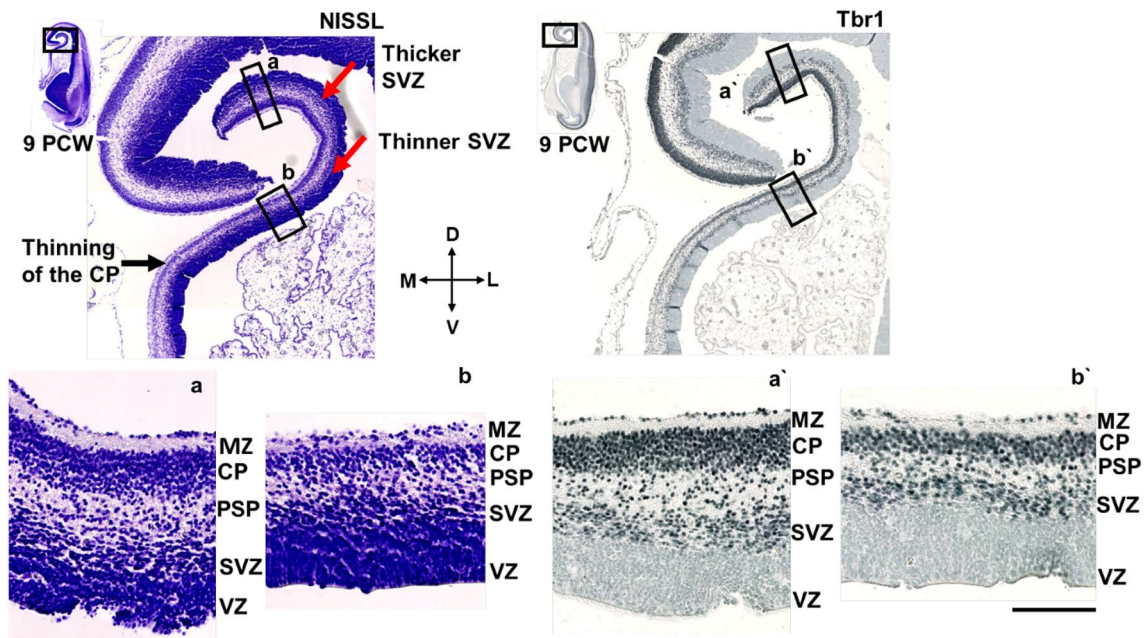 NISSL
Tbr1
a
Thicker
SVZ
a`
9 PCW
Thinner SVZ
9 PCW
b
b`
Thinning
of the CP
D
M
L
V
a
b
a`
b`
MZ
CP
PSP
SVZ
VZ
MZ
CP
PSP
SVZ
VZ
MZ
CP
PSP
SVZ
VZ
MZ
CP
PSP
SVZ
VZ